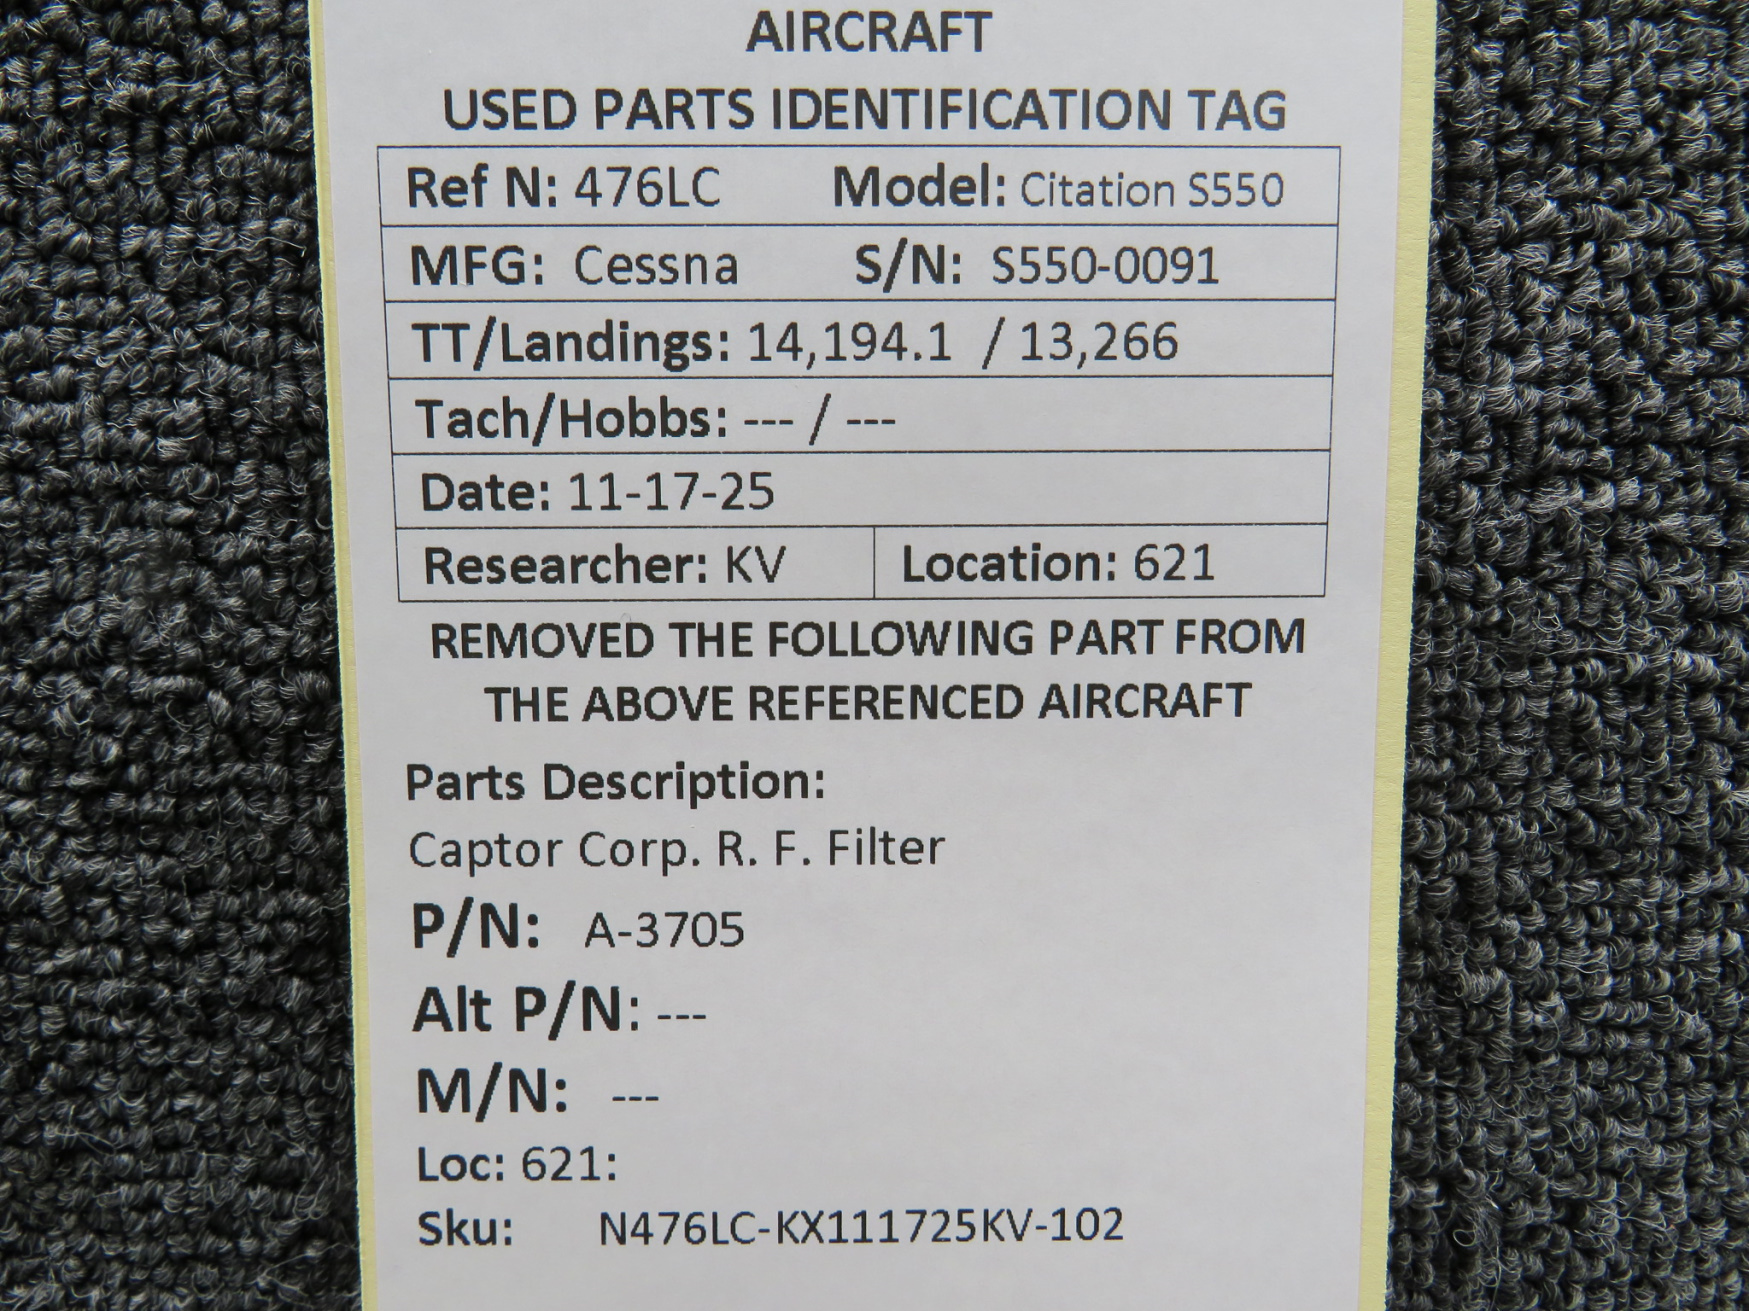 AIRCRAFT
USED PARTS IDENTIFICATION TAG
Ref N: 476LC Model: Citation S550
MFG: Cessna S/N: S550-0091
TT/Landings: 14,194.1 / 13,266
Tach/Hobbs: --- / ---
Date: 11-17-25
Researcher: KV Location: 621
REMOVED THE FOLLOWING PART FROM
THE ABOVE REFERENCED AIRCRAFT
Parts Description:
Captor Corp. R. F. Filter
P/N: A-3705
Alt P/N: ---
M/N: ---
Loc: 621:
Sku: N476LC-KX111725KV-102